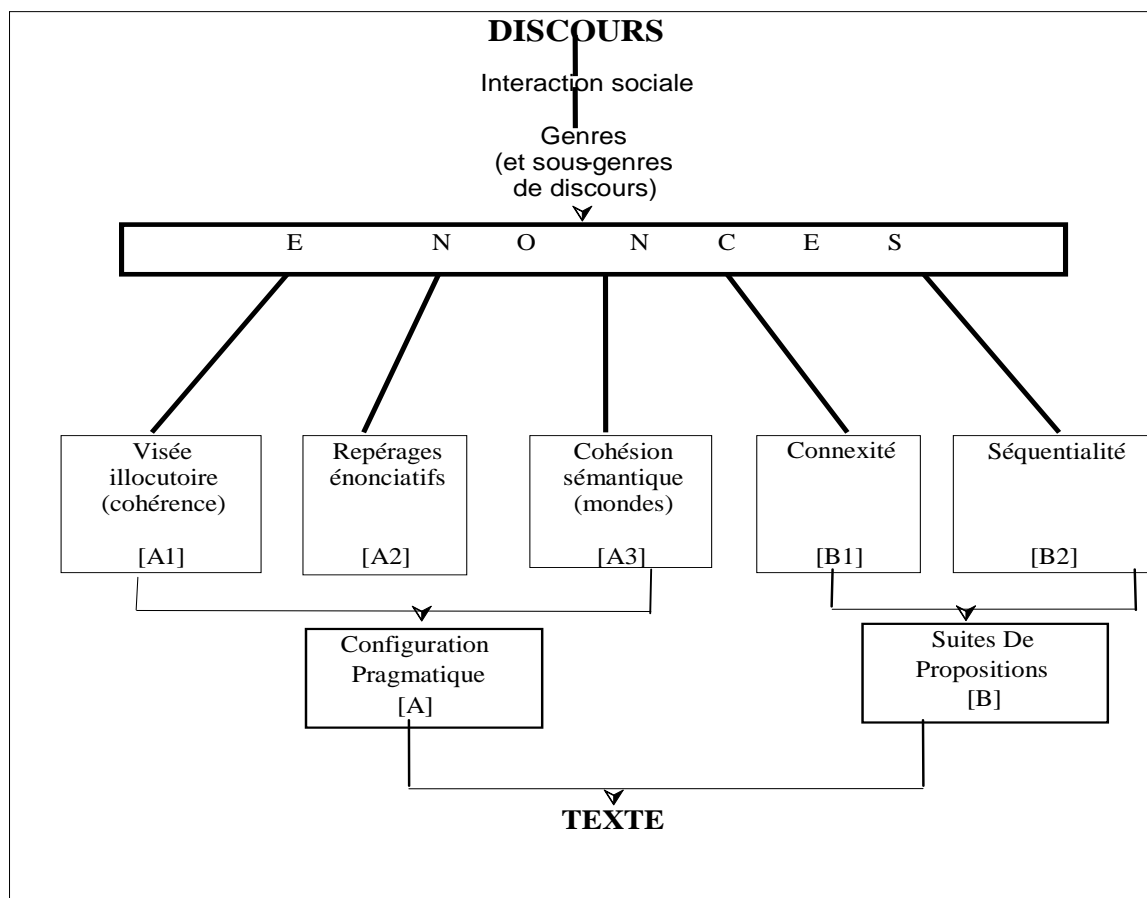 DISCOURS
Interaction sociale
Genres
(et sous-genres
de discours)
E N O N C E S
Visée
illocutoire
(cohérence)
[A1]
Repérages
énonciatifs
[A2]
Cohésion
sémantique
(mondes)
[A3]
Connexité
[B1]
Séquentialité
[B2]
Configuration
Pragmatique
[A]
Suites De
Propositions
[B]
TEXTE